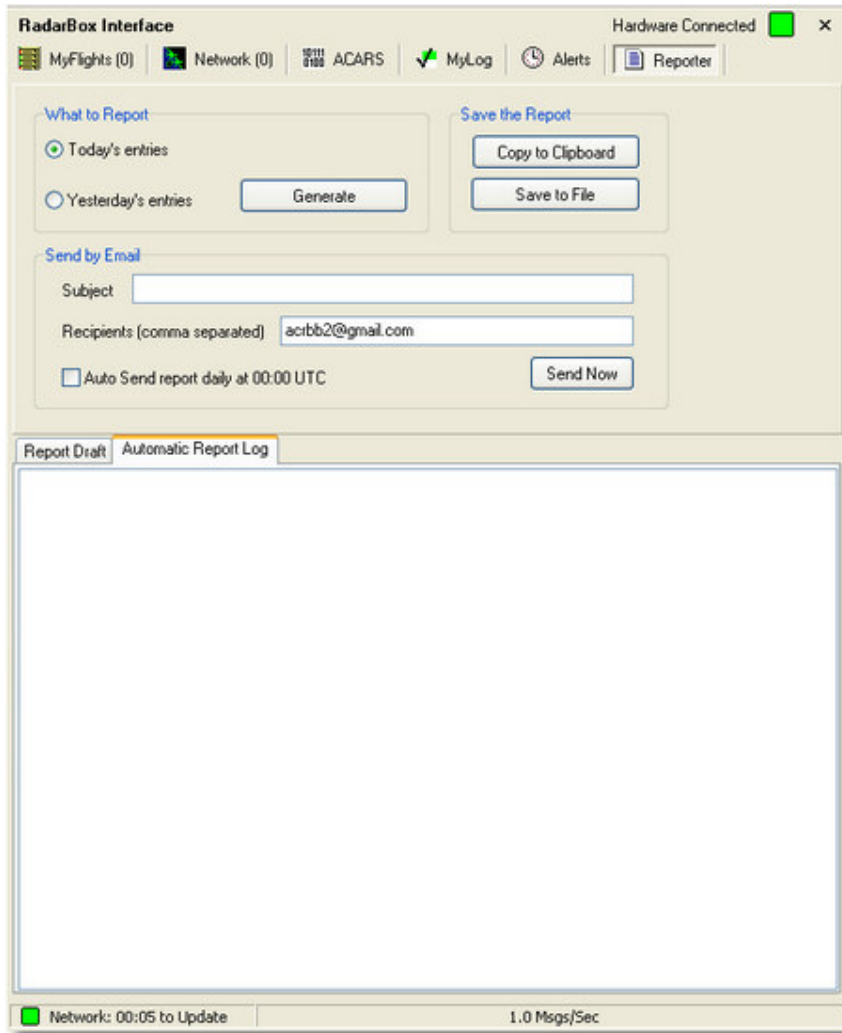 RadarBox Interface Hardware Connected
MyFlights (0) Network (0) ACARS MyLog Alerts Reporter
What to Report
Today's entries
Yesterday's entries
Generate
Save the Report
Copy to Clipboard
Save to File
Send by Email
Subject
Recipients (comma separated) acrbb2@gmail.com
Auto Send report daily at 00:00 UTC
Send Now
Report Draft Automatic Report Log
Network: 00:05 to Update 1.0 Msgs/Sec